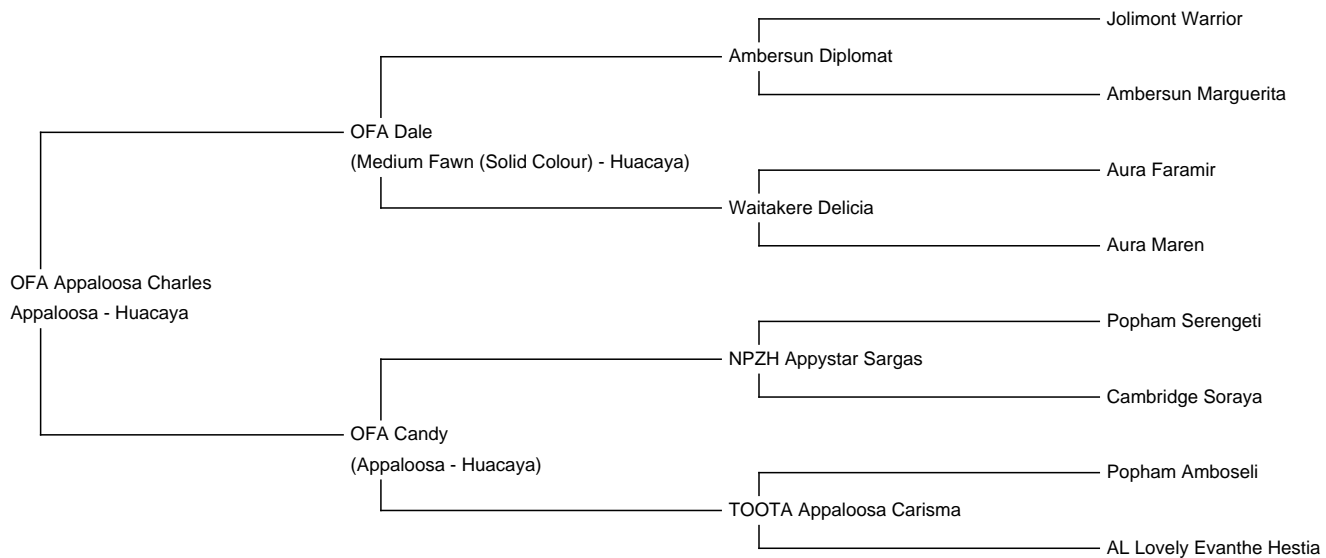 Jolimont Warrior
Ambersun Diplomat
Ambersun Marguerita
OFA Dale
(Medium Fawn (Solid Colour) - Huacaya)
Aura Faramir
Waitakere Delicia
Aura Maren
OFA Appaloosa Charles
Appaloosa - Huacaya
Popham Serengeti
NPZH Appystar Sargas
Cambridge Soraya
OFA Candy
(Appaloosa - Huacaya)
Popham Amboseli
TOOTA Appaloosa Carisma
AL Lovely Evanthe Hestia